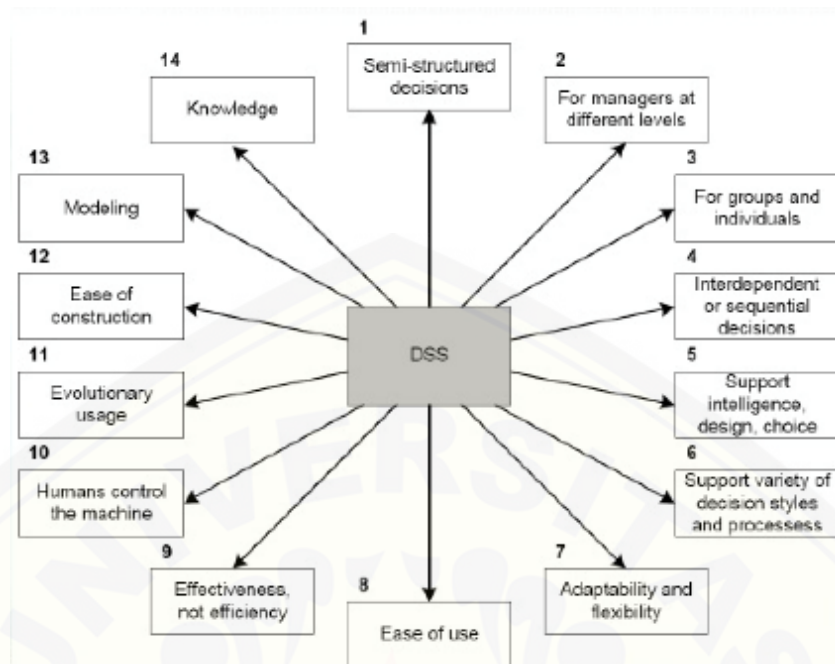 1
Semi-structured
decisions
2
For managers at
different levels
3
For groups and
individuals
4
Interdependent
or sequential
decisions
5
Support
intelligence,
design, choice
6
Support variety of
decision styles
and processess
7
Adaptability and
flexibility
8
Ease of use
9
Effectiveness,
not efficiency
10
Humans control
the machine
11
Evolutionary
usage
12
Ease of
construction
13
Modeling
14
Knowledge
DSS
UNIVERSITAS